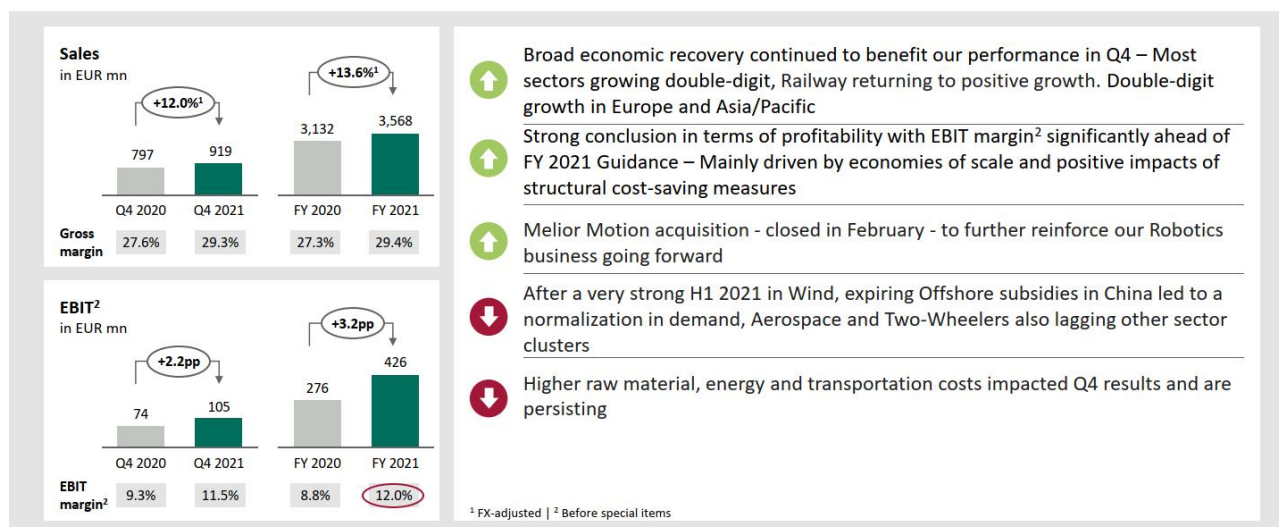 Sales
in EUR mn
+12.0%¹
+13.6%¹
797
919
3,132
3,568
Q4 2020
Q4 2021
FY 2020
FY 2021
Gross
margin
27.6%
29.3%
27.3%
29.4%
EBIT²
in EUR mn
+2.2pp
+3.2pp
74
105
276
426
Q4 2020
Q4 2021
FY 2020
FY 2021
EBIT
margin²
9.3%
11.5%
8.8%
12.0%
Broad economic recovery continued to benefit our performance in Q4 – Most
sectors growing double-digit, Railway returning to positive growth. Double-digit
growth in Europe and Asia/Pacific
Strong conclusion in terms of profitability with EBIT margin² significantly ahead of
FY 2021 Guidance – Mainly driven by economies of scale and positive impacts of
structural cost-saving measures
Melior Motion acquisition - closed in February - to further reinforce our Robotics
business going forward
After a very strong H1 2021 in Wind, expiring Offshore subsidies in China led to a
normalization in demand, Aerospace and Two-Wheelers also lagging other sector
clusters
Higher raw material, energy and transportation costs impacted Q4 results and are
persisting
¹ FX-adjusted | ² Before special items